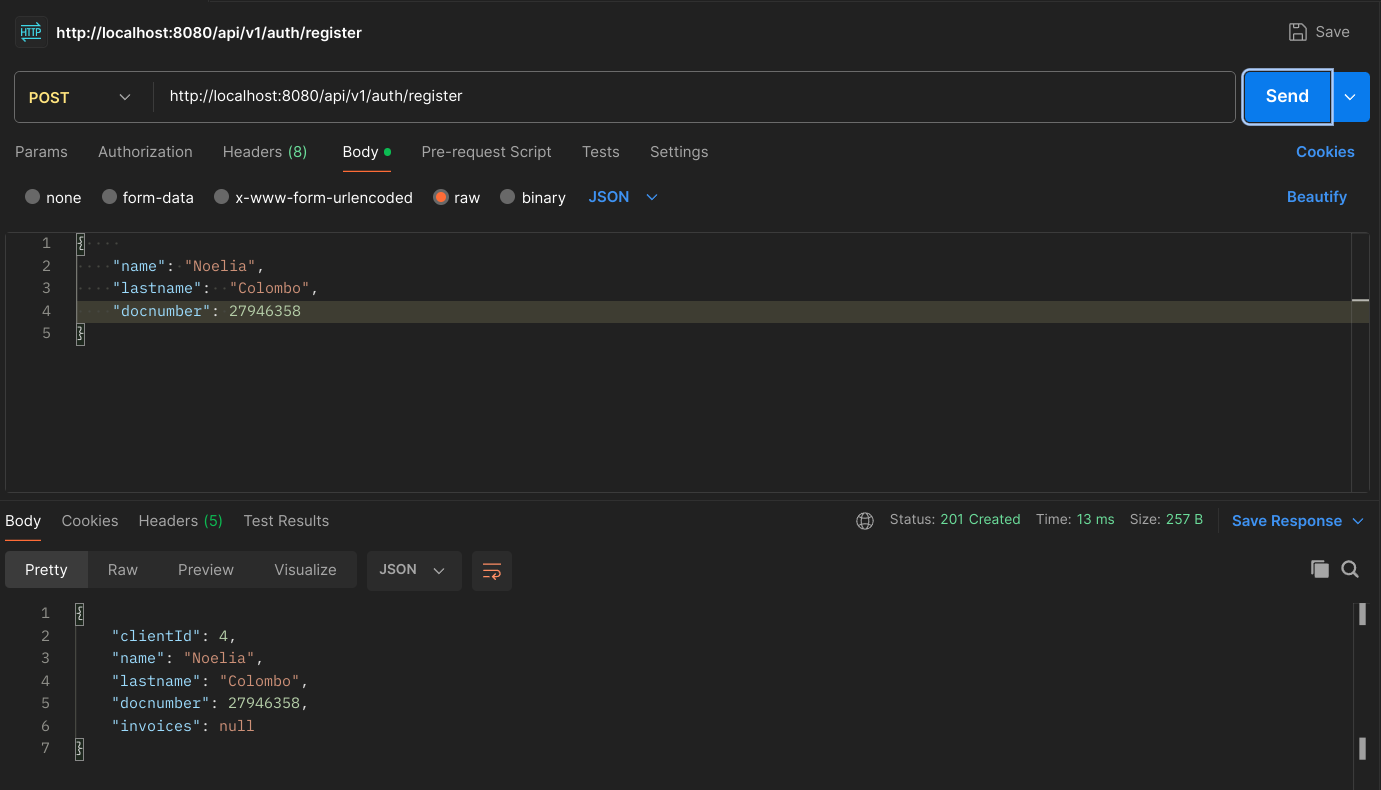 HTTP http://localhost:8080/api/v1/auth/register Save
POST http://localhost:8080/api/v1/auth/register Send
Params Authorization Headers (8) Body Pre-request Script Tests Settings Cookies
none form-data x-www-form-urlencoded raw binary JSON Beautify
1 {
2 "name": "Noelia",
3 "lastname": "Colombo",
4 "docnumber": 27946358
5 }
Body Cookies Headers (5) Test Results Status: 201 Created Time: 13 ms Size: 257 B Save Response
Pretty Raw Preview Visualize JSON
1 {
2 "clientId": 4,
3 "name": "Noelia",
4 "lastname": "Colombo",
5 "docnumber": 27946358,
6 "invoices": null
7 }